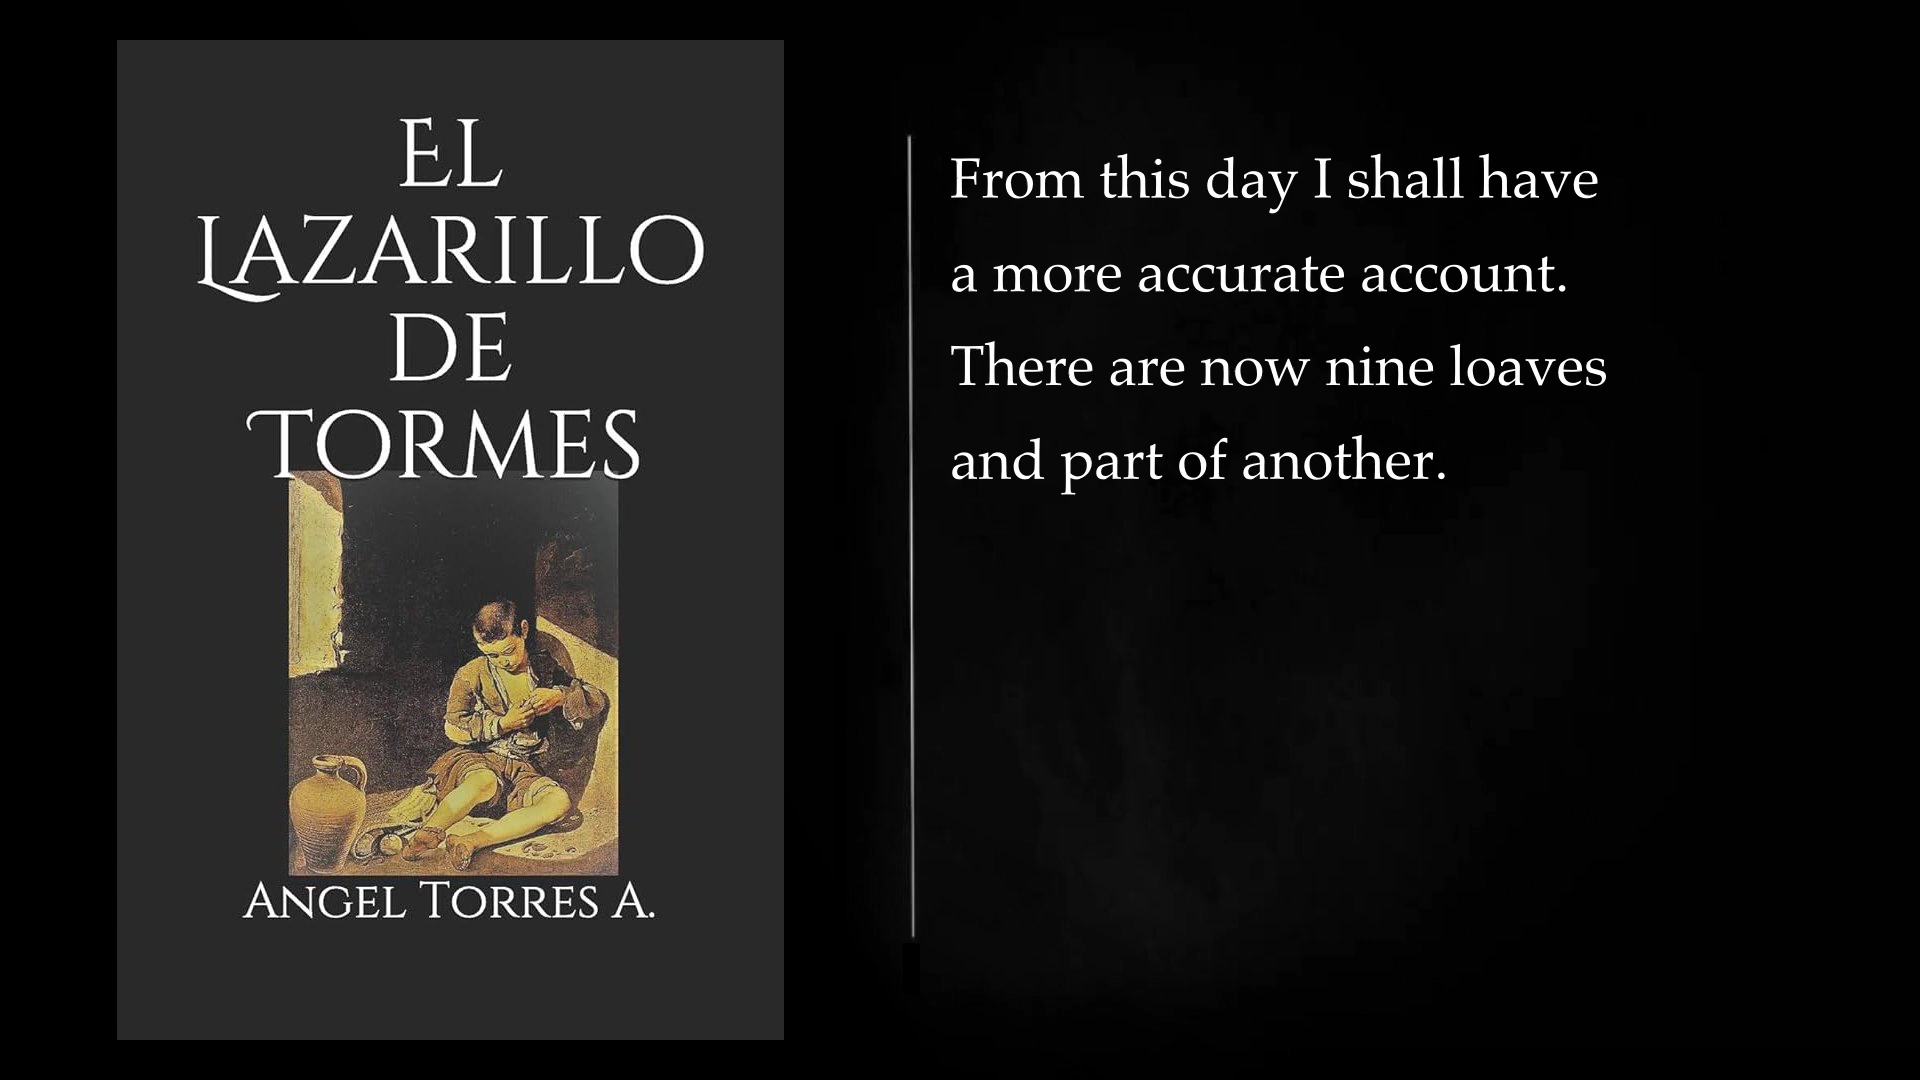 EL
LAZARILLO
DE
TORMES
ANGEL TORRES A.
From this day I shall have
a more accurate account.
There are now nine loaves
and part of another.